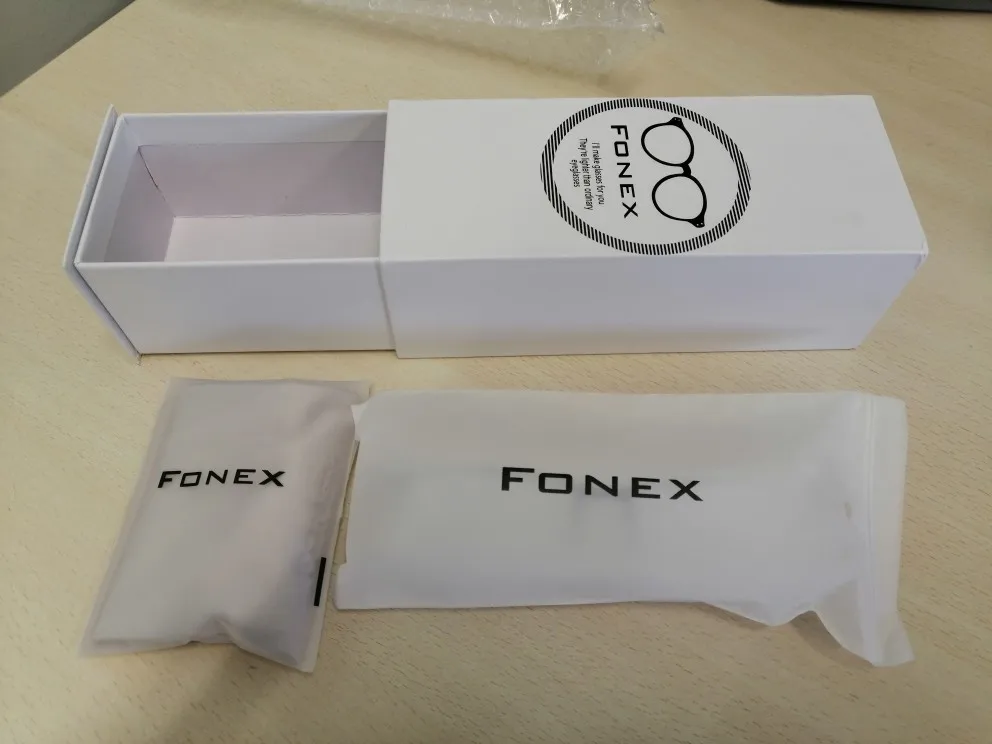 FONEX
I'll make glasses for you
They're lighter than ordinary
eyeglasses
FONEX
FONEX